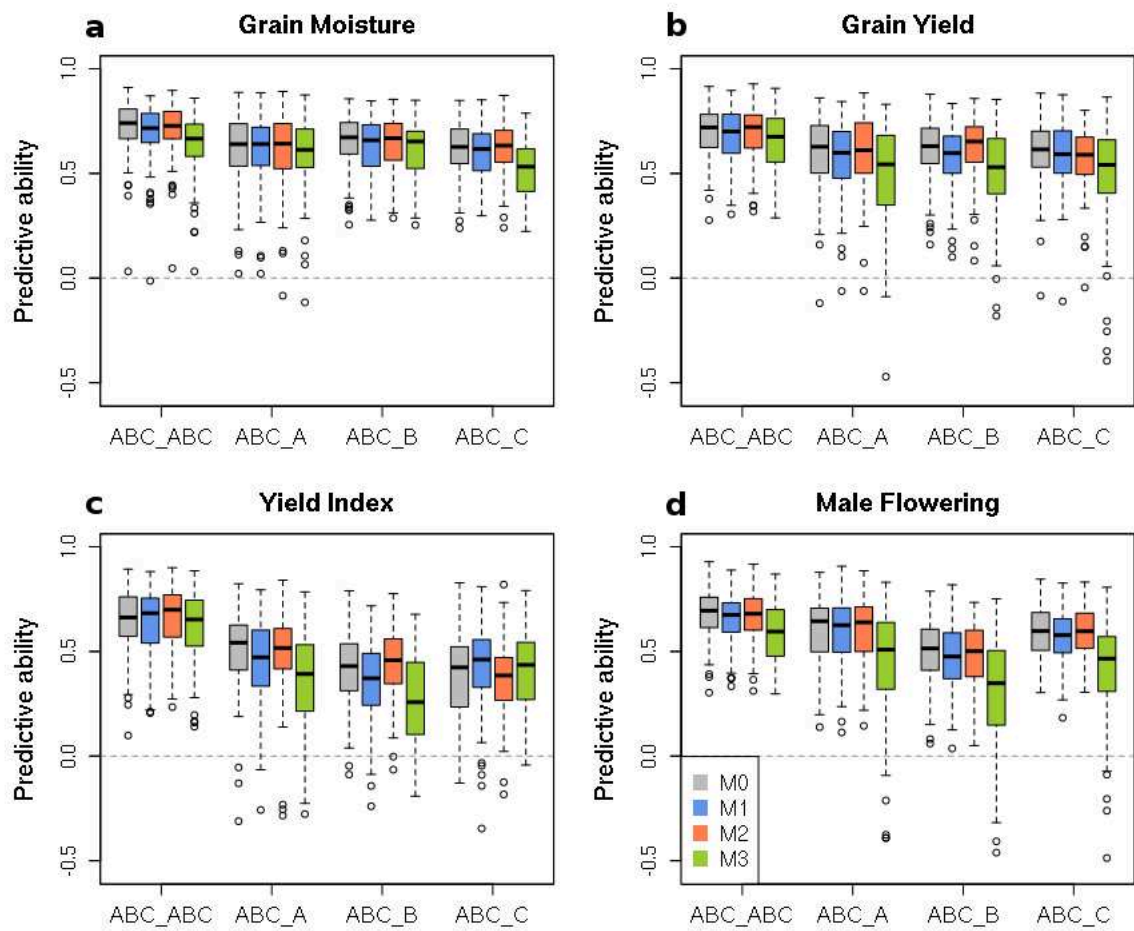 a Grain Moisture
Predictive ability
1.0
0.5
0.0
-0.5
ABC_ABC ABC_A ABC_B ABC_C
b Grain Yield
Predictive ability
1.0
0.5
0.0
-0.5
ABC_ABC ABC_A ABC_B ABC_C
c Yield Index
Predictive ability
1.0
0.5
0.0
-0.5
ABC_ABC ABC_A ABC_B ABC_C
d Male Flowering
Predictive ability
1.0
0.5
0.0
-0.5
M0
M1
M2
M3
ABC_ABC ABC_A ABC_B ABC_C